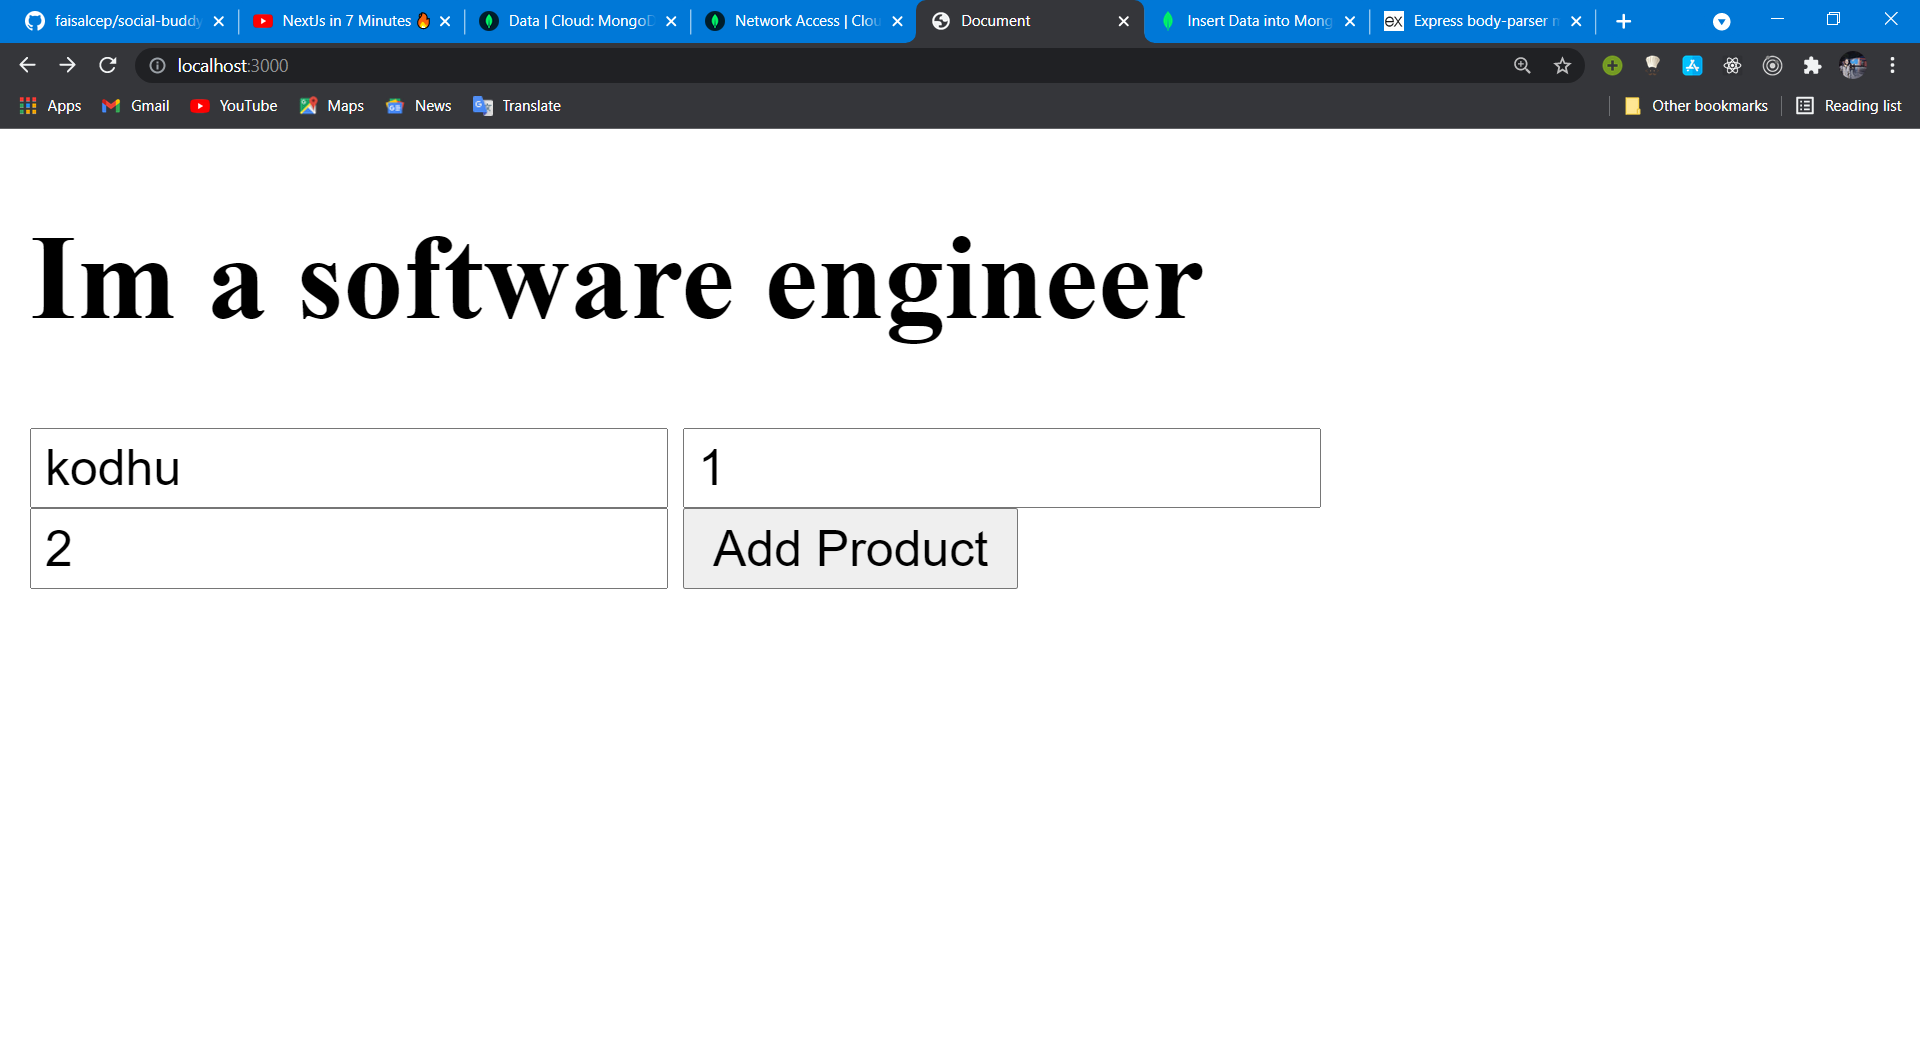 faisalcep/social-buddy
NextJs in 7 Minutes 🔥
Data | Cloud: MongoD
Network Access | Clou
Document
Insert Data into Mong
EX Express body-parser m
localhost:3000
Apps
Gmail
YouTube
Maps
News
Translate
Other bookmarks
Reading list
Im a software engineer
kodhu
1
2
Add Product